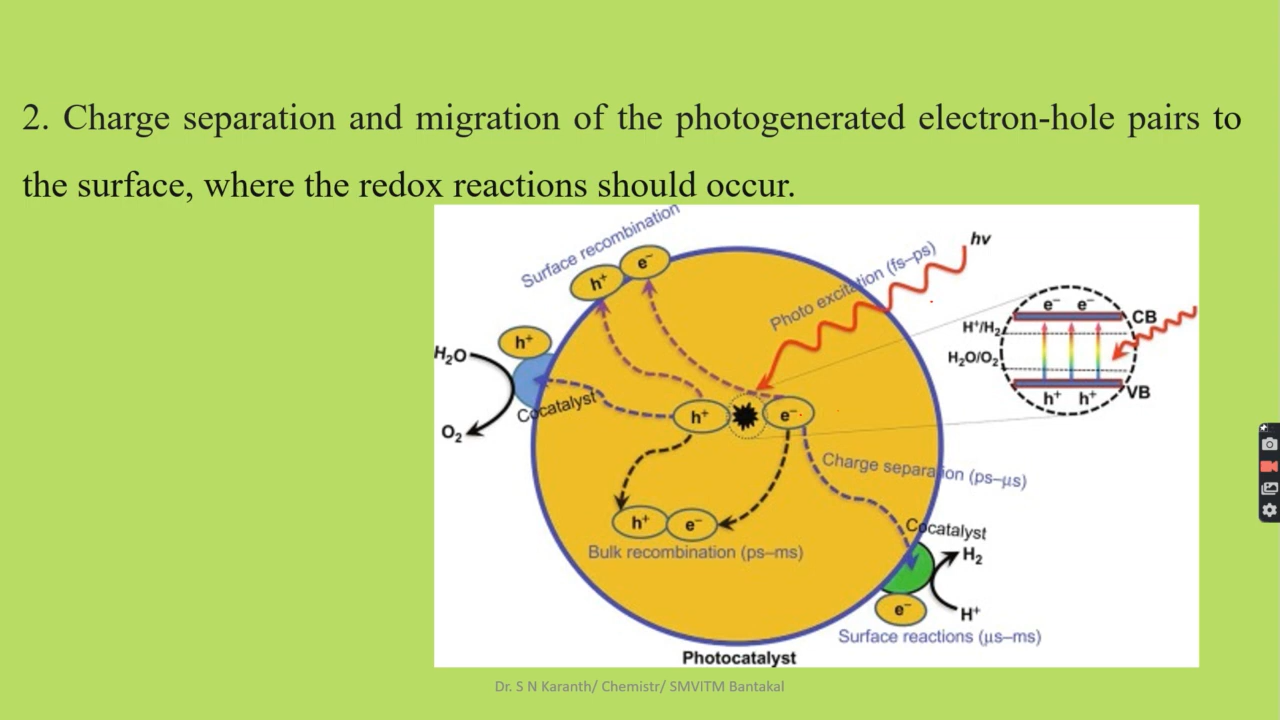 2. Charge separation and migration of the photogenerated electron-hole pairs to
the surface, where the redox reactions should occur.
Surface recombination
h⁺
e⁻
Photo excitation (fs–ps)
hv
H₂O
h⁺
Cocatalyst
O₂
h⁺
e⁻
e⁻ e⁻
CB
H⁺/H₂
H₂O/O₂
VB
h⁺ h⁺
Charge separation (ps–μs)
h⁺
e⁻
Bulk recombination (ps–ms)
Cocatalyst
H₂
e⁻
H⁺
Surface reactions (μs–ms)
Photocatalyst
Dr. S N Karanth/ Chemistr/ SMVITM Bantakal